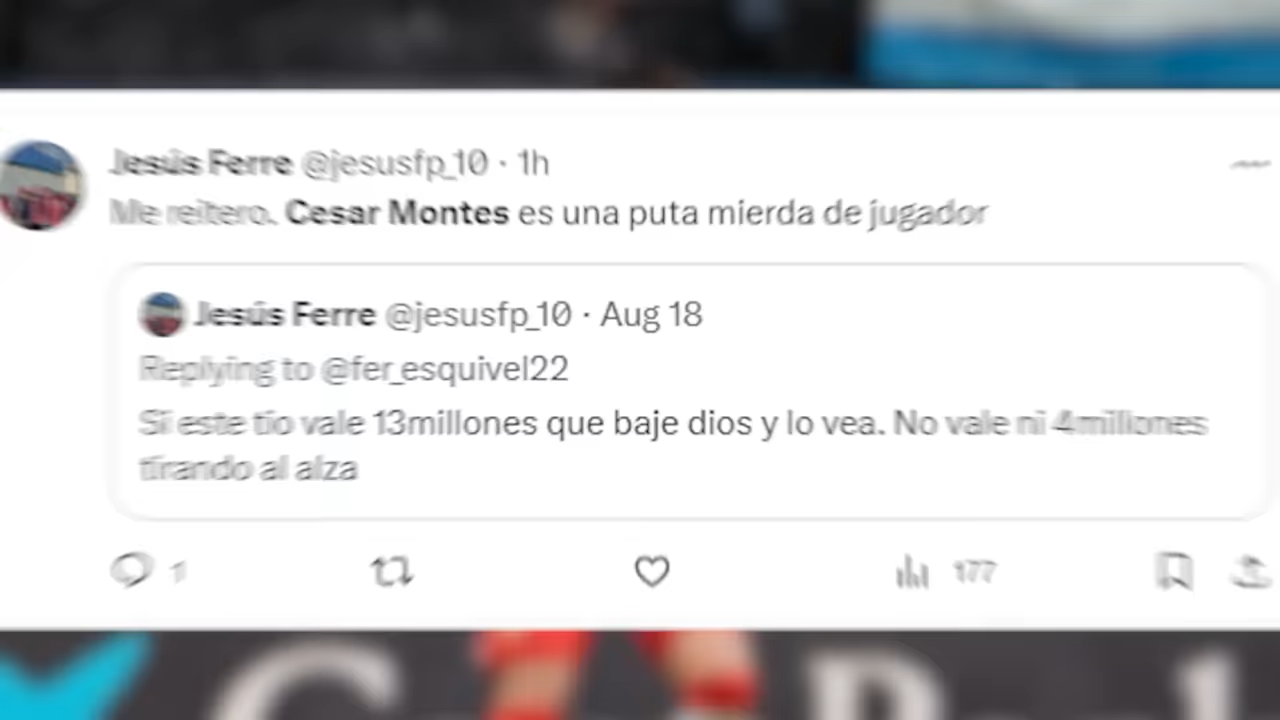 Jesús Ferre @jesusfp_10 · 1h
Me reitero. Cesar Montes es una puta mierda de jugador
Jesús Ferre @jesusfp_10 · Aug 18
Replying to @fer_esquivel22
Si este tio vale 13millones que baje dios y lo vea. No vale ni 4millones
tirando al alza
1 177